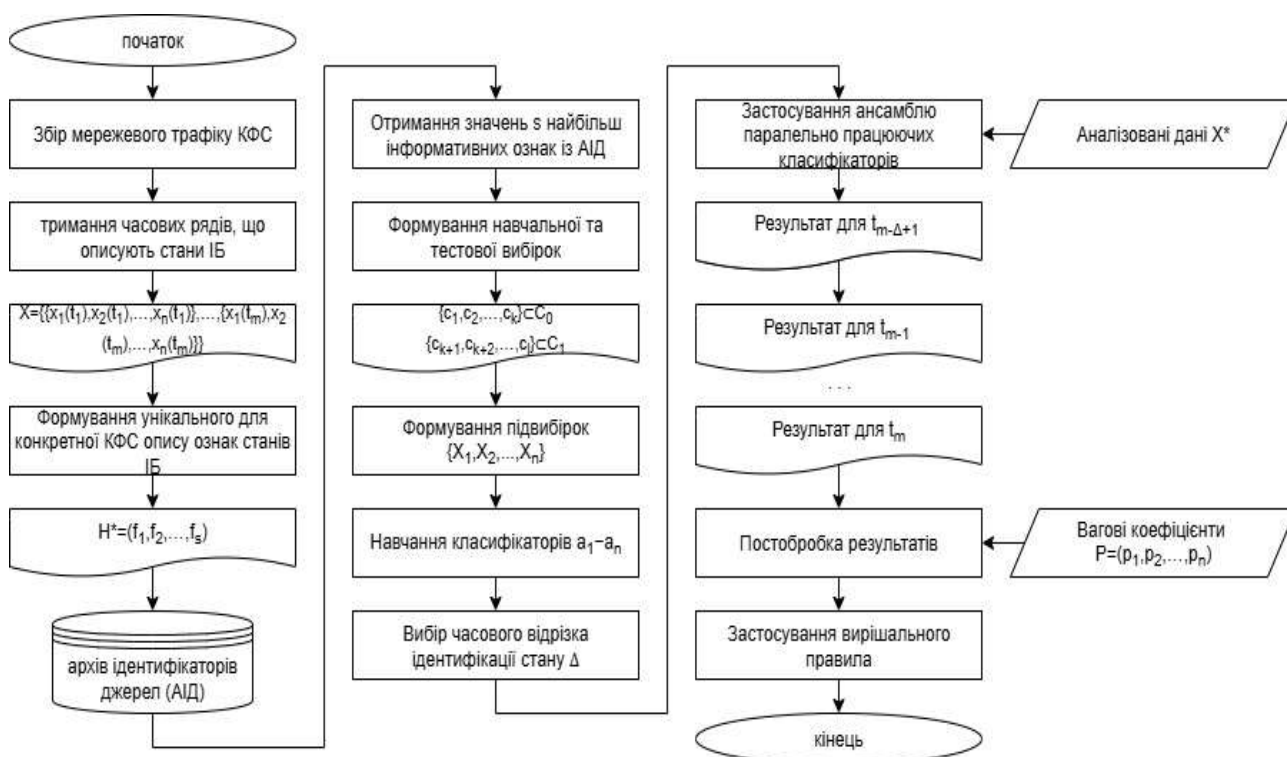 початок
Збір мережевого трафіку КФС
тримання часових рядів, що
описують стани ІБ
X={{x₁(t₁),x₂(t₁),...,xₙ(t₁)},...,{x₁(tₘ),x₂
(tₘ),...,xₙ(tₘ)}}
Формування унікального для
конкретної КФС опису ознак станів
ІБ
H*=(f₁,f₂,...,fₛ)
архів ідентифікаторів
джерел (АІД)
Отримання значень s найбільш
інформативних ознак із АІД
Формування навчальної та
тестової вибірок
{c₁,c₂,...,cₖ}⊂C₀
{cₖ₊₁,cₖ₊₂,...,cₗ}⊂C₁
Формування підвибірок
{X₁,X₂,...,Xₙ}
Навчання класифікаторів a₁−aₙ
Вибір часового відрізка
ідентифікації стану Δ
Застосування ансамблю
паралельно працюючих
класифікаторів
Аналізовані дані X*
Результат для t_{m-Δ+1}
Результат для t_{m-1}
. . .
Результат для tₘ
Постобробка результатів
Вагові коефіцієнти
P=(p₁,p₂,...,pₙ)
Застосування вирішального
правила
кінець